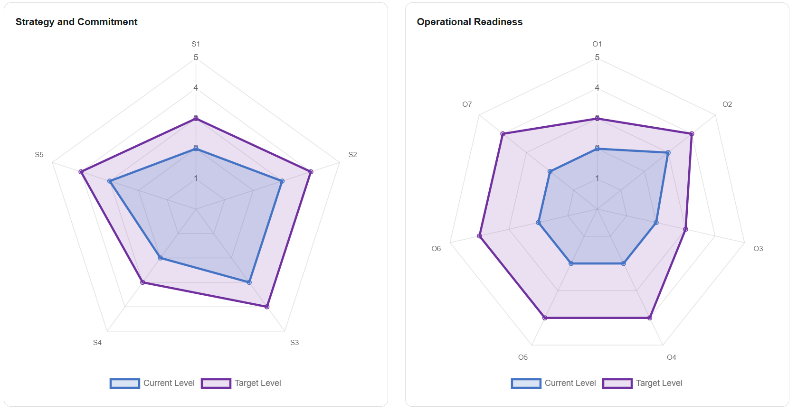 Strategy and Commitment
S1
5
4
1
S2
S5
S4
S3
Current Level
Target Level
Operational Readiness
O1
5
4
1
O7
O2
O6
O3
O5
O4
Current Level
Target Level